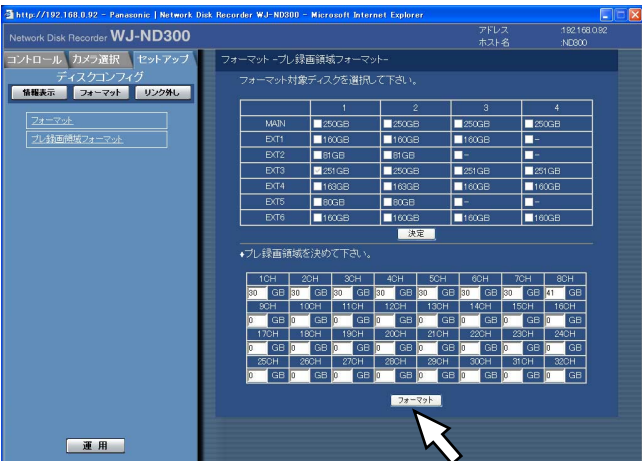 http://192.168.0.92 - Panasonic | Network Disk Recorder WJ-ND300 - Microsoft Internet Explorer
Network Disk Recorder WJ-ND300
アドレス :192.168.0.92
ホスト名 :ND300
コントロール カメラ選択 セットアップ
ディスクコンフィグ
情報表示 フォーマット リンク外し
フォーマット
プレ録画領域フォーマット
運用
フォーマット -プレ録画領域フォーマット-
フォーマット対象ディスクを選択して下さい。
1 2 3 4
MAIN 250GB 250GB 250GB 250GB
EXT1 160GB 160GB 160GB -
EXT2 81GB 81GB - -
EXT3 251GB 250GB 251GB 251GB
EXT4 163GB 163GB 160GB 160GB
EXT5 80GB 80GB - -
EXT6 160GB 160GB 160GB 160GB
決定
♦プレ録画領域を決めて下さい。
1CH 2CH 3CH 4CH 5CH 6CH 7CH 8CH
30 GB 30 GB 30 GB 30 GB 30 GB 30 GB 30 GB 41 GB
9CH 10CH 11CH 12CH 13CH 14CH 15CH 16CH
0 GB 0 GB 0 GB 0 GB 0 GB 0 GB 0 GB 0 GB
17CH 18CH 19CH 20CH 21CH 22CH 23CH 24CH
0 GB 0 GB 0 GB 0 GB 0 GB 0 GB 0 GB 0 GB
25CH 26CH 27CH 28CH 29CH 30CH 31CH 32CH
0 GB 0 GB 0 GB 0 GB 0 GB 0 GB 0 GB 0 GB
フォーマット